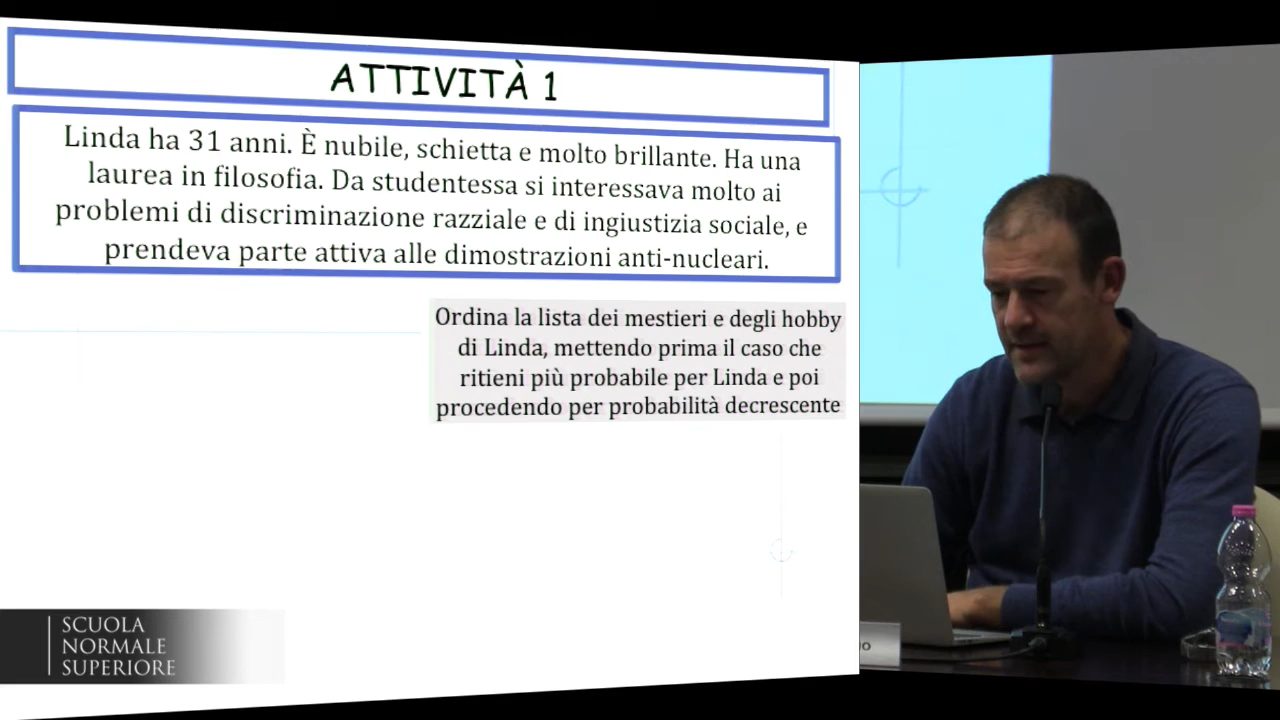 ATTIVITÀ 1
Linda ha 31 anni. È nubile, schietta e molto brillante. Ha una
laurea in filosofia. Da studentessa si interessava molto ai
problemi di discriminazione razziale e di ingiustizia sociale, e
prendeva parte attiva alle dimostrazioni anti-nucleari.
Ordina la lista dei mestieri e degli hobby
di Linda, mettendo prima il caso che
ritieni più probabile per Linda e poi
procedendo per probabilità decrescente
SCUOLA
NORMALE
SUPERIORE